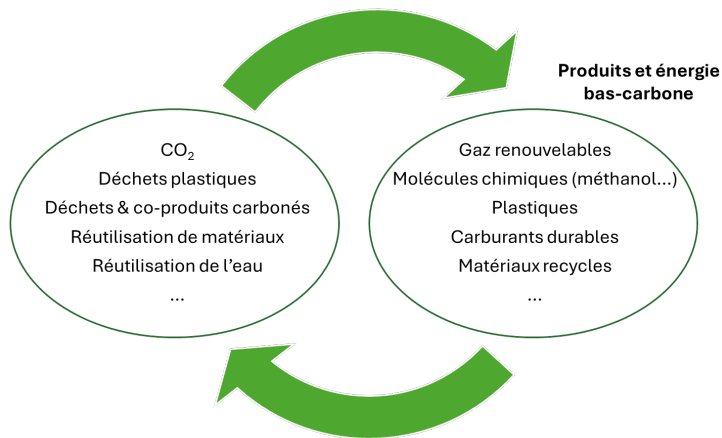 Produits et énergie
bas-carbone
CO₂
Déchets plastiques
Déchets & co-produits carbonés
Réutilisation de matériaux
Réutilisation de l'eau
...
Gaz renouvelables
Molécules chimiques (méthanol...)
Plastiques
Carburants durables
Matériaux recycles
...